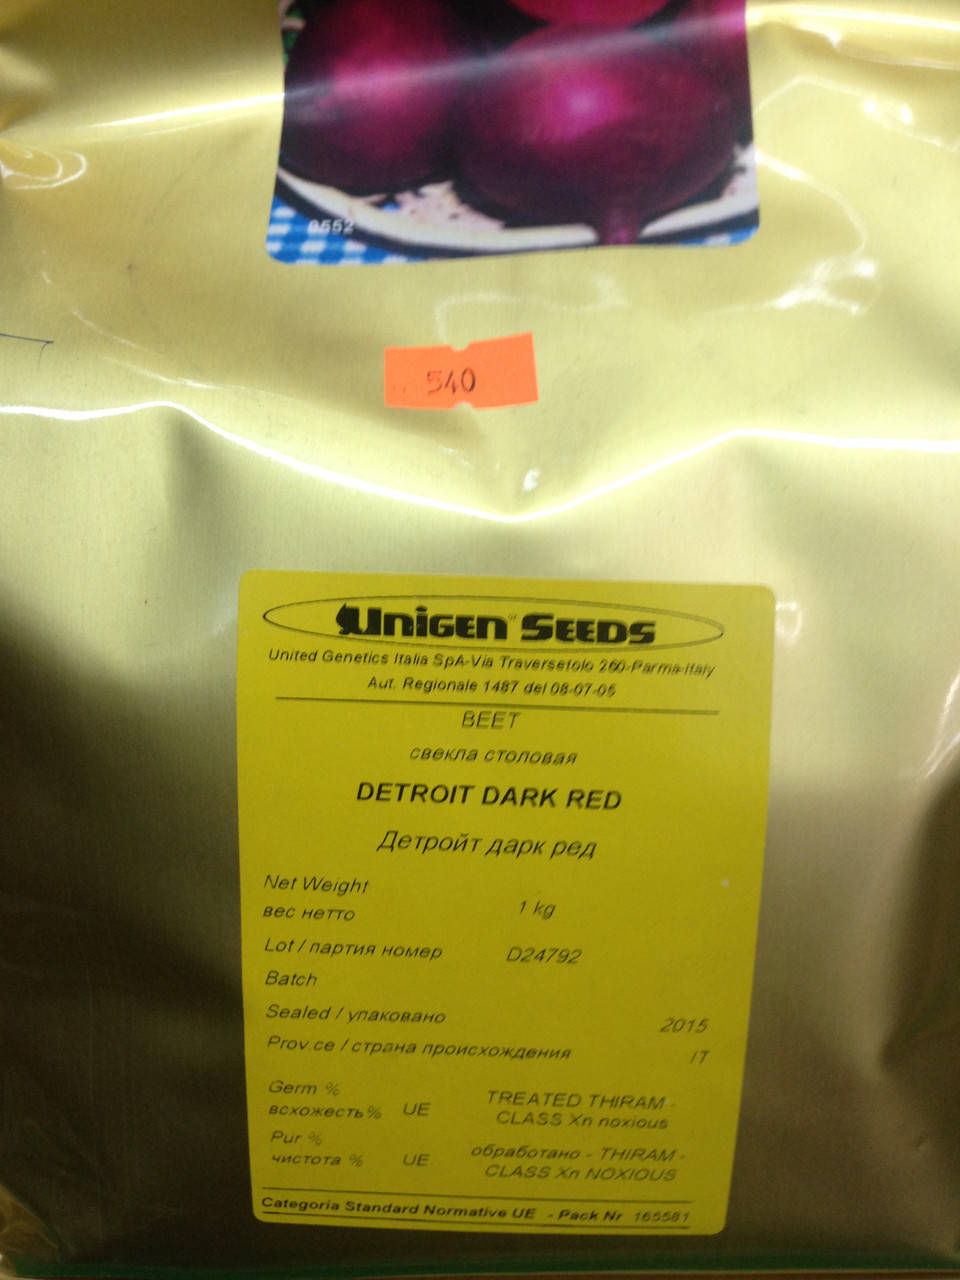 0552
540
UNIGEN SEEDS
United Genetics Italia SpA-Via Traversetolo 260-Parma-Italy
Aut. Regionale 1487 del 08-07-05
BEET
свекла столовая
DETROIT DARK RED
Детройт дарк ред
Net Weight
вес нетто 1 kg
Lot / партия номер D24792
Batch
Sealed / упаковано 2015
Prov.ce / страна происхождения IT
Germ % TREATED THIRAM -
всхожесть% UE CLASS Xn noxious
Pur % обработано - THIRAM -
чистота % UE CLASS Xn NOXIOUS
Categoria Standard Normative UE - Pack Nr 165581